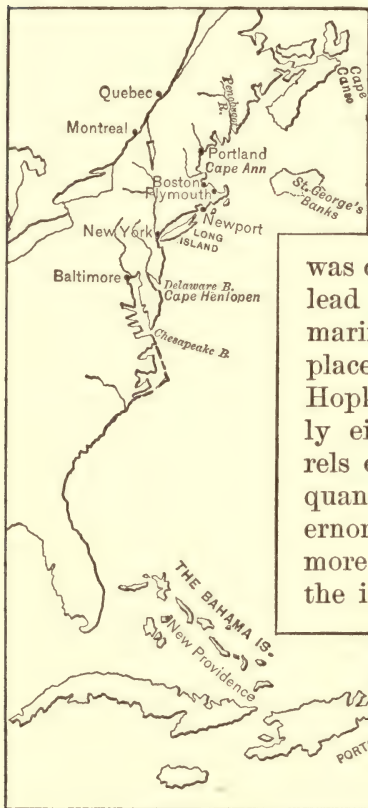 Quebec
Cape
Canso
Penobscot
B.
Montreal
Portland
Cape Ann
Boston
Plymouth
St. George's
Banks
Newport
New York
LONG
ISLAND
Baltimore
Delaware B.
Cape Henlopen
Chesapeake B.
was
lead
marin
place
Hopk
ly ei
rels e
quan
ernor
more
the i
THE BAHAMA IS.
New Providence
PORT